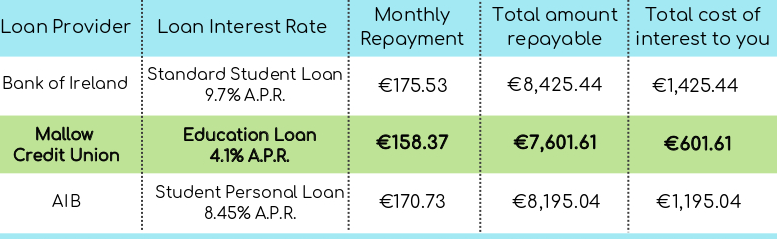 Loan Provider Loan Interest Rate Monthly Repayment Total amount repayable Total cost of interest to you
Bank of Ireland Standard Student Loan 9.7% A.P.R. €175.53 €8,425.44 €1,425.44
Mallow Credit Union Education Loan 4.1% A.P.R. €158.37 €7,601.61 €601.61
AIB Student Personal Loan 8.45% A.P.R. €170.73 €8,195.04 €1,195.04